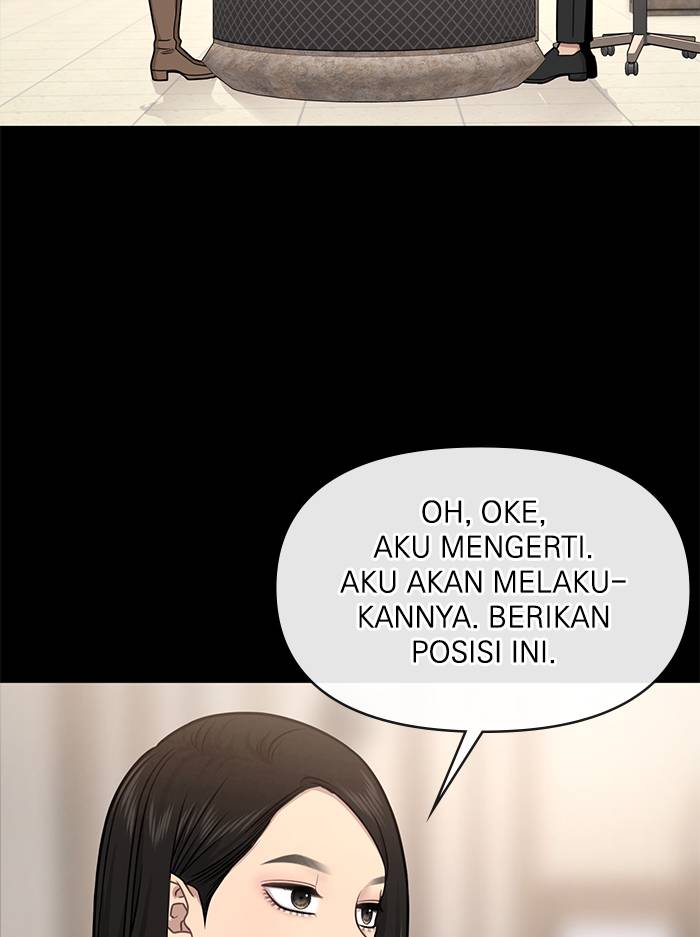 OH, OKE,
AKU MENGERTI.
AKU AKAN MELAKU-
KANNYA. BERIKAN
POSISI INI.